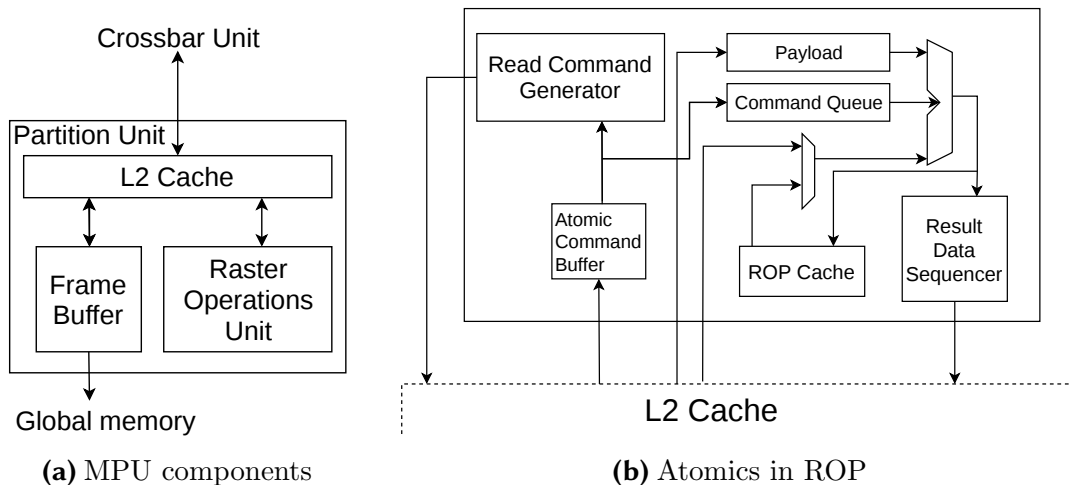 Crossbar Unit
Partition Unit
L2 Cache
Frame
Buffer
Raster
Operations
Unit
Global memory
(a) MPU components
Read Command
Generator
Payload
Command Queue
Atomic
Command
Buffer
ROP Cache
Result
Data
Sequencer
L2 Cache
(b) Atomics in ROP